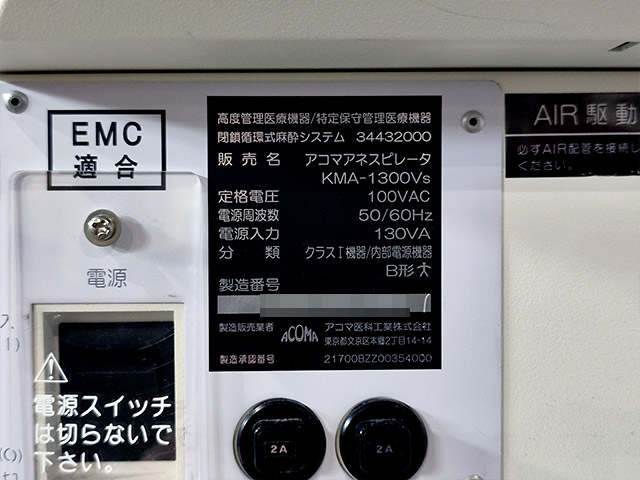 EMC
適合
高度管理医療機器/特定保守管理医療機器
閉鎖循環式麻酔システム 34432000
販売名 アコマアネスピレータ
KMA-1300Vs
定格電圧 100VAC
電源周波数 50/60Hz
電源入力 130VA
分類 クラスⅠ機器/内部電源機器
B形
製造番号
製造販売業者 ACOMA アコマ医科工業株式会社
東京都文京区本郷2丁目14-14
製造承認番号 21700BZZ00354000
AIR駆動
必ずAIR配管を接続し
ください。
電源
電源スイッチ
は切らないで
下さい。
2A
2A